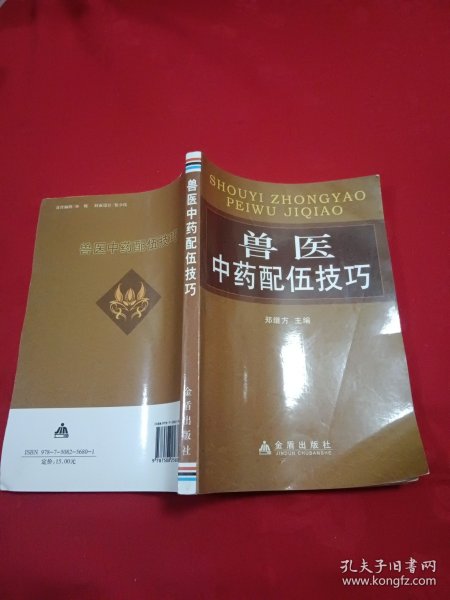 SHOUYI ZHONGYAO
PEIWU JIQIAO
兽医
中药配伍技巧
郑继方 主编
金盾出版社
JINDUN CHUBANSHE
兽医中药配伍技巧
金盾出版社
兽医中药配伍技巧
ISBN 978-7-5082-5660-1
定价:15.00元
孔夫子旧书网
www.kongfz.com